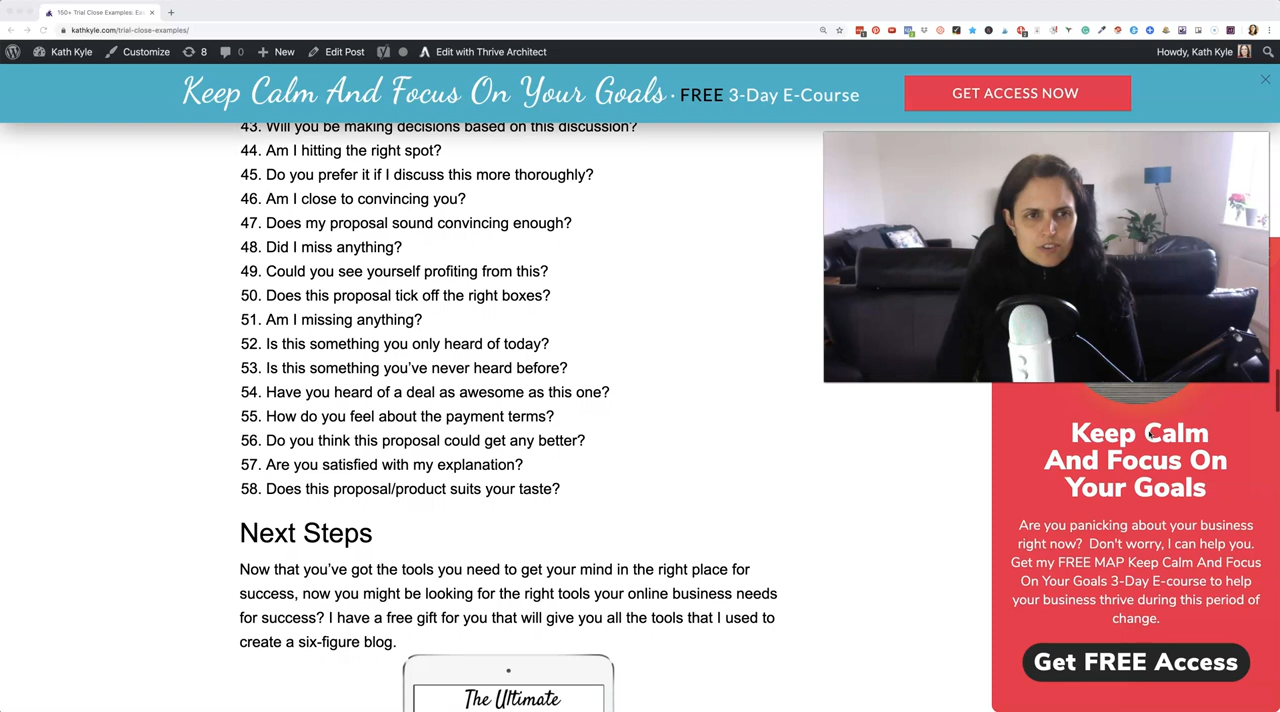 150+ Trial Close Examples: Ea
kathkyle.com/trial-close-examples/
Kath Kyle
Customize
8
0
New
Edit Post
Edit with Thrive Architect
Howdy, Kath Kyle
Keep Calm And Focus On Your Goals · FREE 3-Day E-Course
GET ACCESS NOW
43. Will you be making decisions based on this discussion?
44. Am I hitting the right spot?
45. Do you prefer it if I discuss this more thoroughly?
46. Am I close to convincing you?
47. Does my proposal sound convincing enough?
48. Did I miss anything?
49. Could you see yourself profiting from this?
50. Does this proposal tick off the right boxes?
51. Am I missing anything?
52. Is this something you only heard of today?
53. Is this something you’ve never heard before?
54. Have you heard of a deal as awesome as this one?
55. How do you feel about the payment terms?
56. Do you think this proposal could get any better?
57. Are you satisfied with my explanation?
58. Does this proposal/product suits your taste?
Next Steps
Now that you’ve got the tools you need to get your mind in the right place for
success, now you might be looking for the right tools your online business needs
for success? I have a free gift for you that will give you all the tools that I used to
create a six-figure blog.
The Ultimate
Keep Calm
And Focus On
Your Goals
Are you panicking about your business
right now? Don't worry, I can help you.
Get my FREE MAP Keep Calm And Focus
On Your Goals 3-Day E-course to help
your business thrive during this period of
change.
Get FREE Access